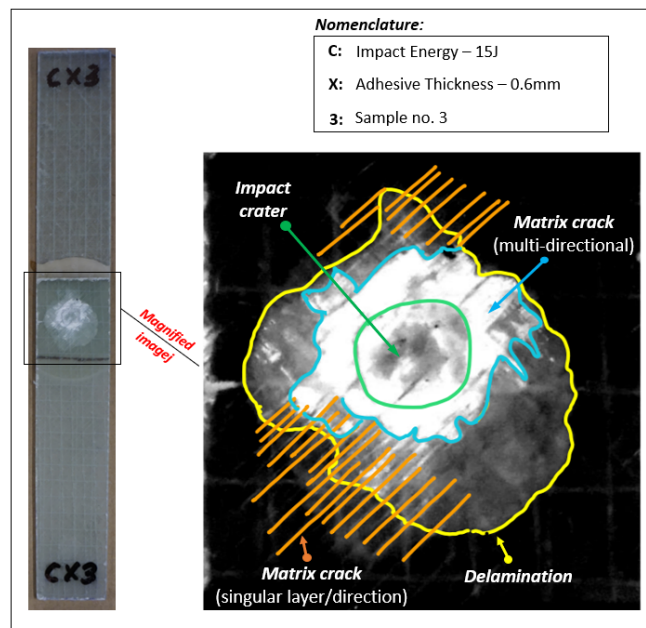 Nomenclature:
C: Impact Energy – 15J
X: Adhesive Thickness – 0.6mm
3: Sample no. 3
CX3
Impact
crater
Matrix crack
(multi-directional)
Magnified
imagej
CX3
Matrix crack
(singular layer/direction)
Delamination